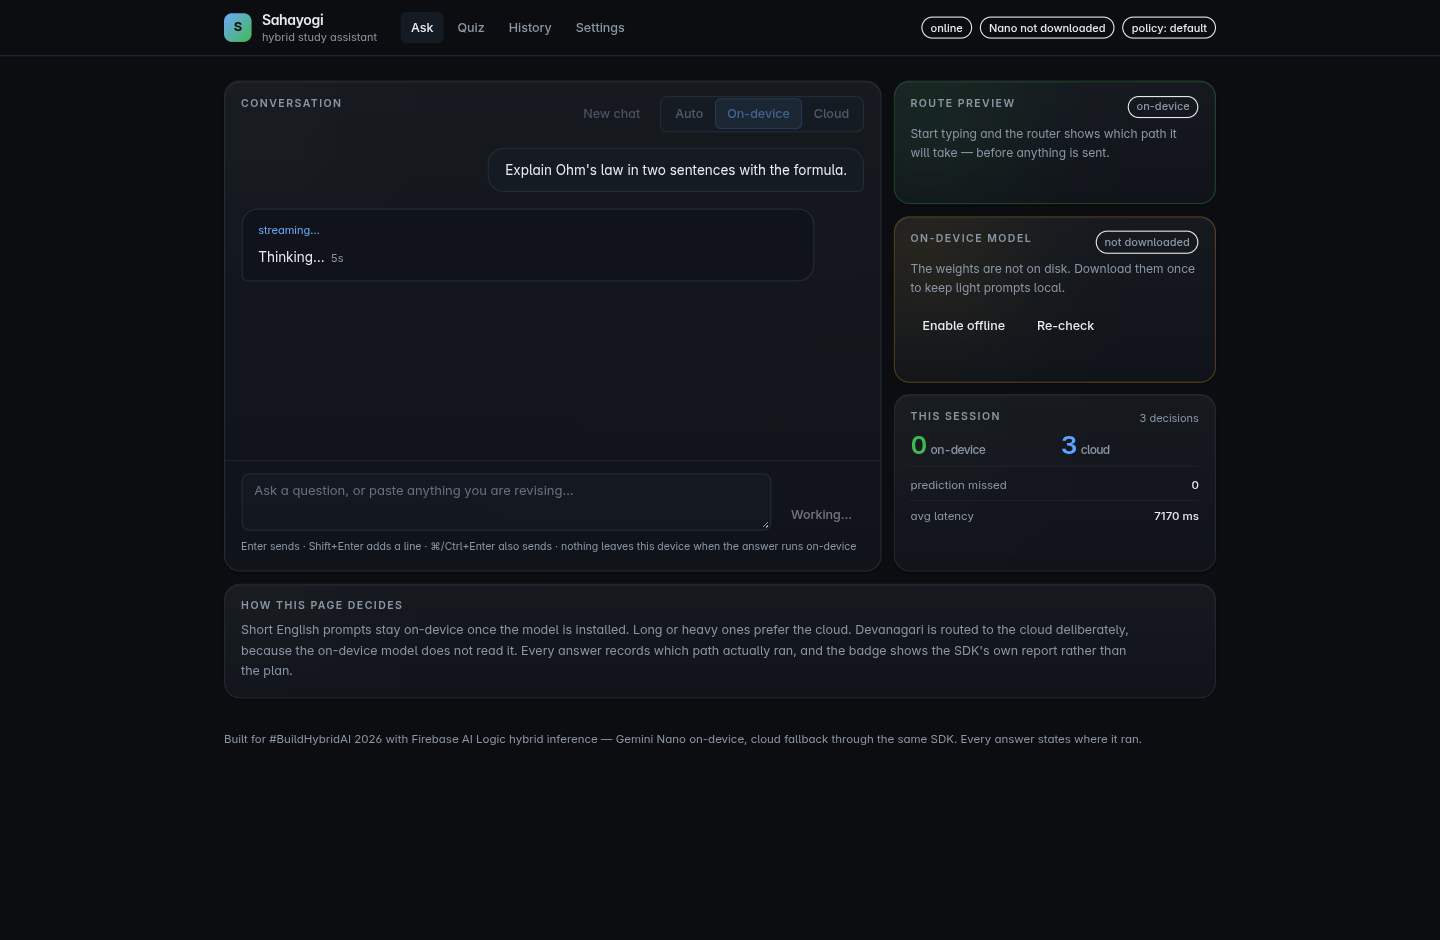 S
Sahayogi
hybrid study assistant
Ask
Quiz
History
Settings
online
Nano not downloaded
policy: default
CONVERSATION
New chat
Auto
On-device
Cloud
Explain Ohm's law in two sentences with the formula.
streaming...
Thinking... 5s
Ask a question, or paste anything you are revising...
Working...
Enter sends · Shift+Enter adds a line · ⌘/Ctrl+Enter also sends · nothing leaves this device when the answer runs on-device
ROUTE PREVIEW
on-device
Start typing and the router shows which path it
will take — before anything is sent.
ON-DEVICE MODEL
not downloaded
The weights are not on disk. Download them once
to keep light prompts local.
Enable offline
Re-check
THIS SESSION
3 decisions
0 on-device
3 cloud
prediction missed 0
avg latency 7170 ms
HOW THIS PAGE DECIDES
Short English prompts stay on-device once the model is installed. Long or heavy ones prefer the cloud. Devanagari is routed to the cloud deliberately,
because the on-device model does not read it. Every answer records which path actually ran, and the badge shows the SDK's own report rather than
the plan.
Built for #BuildHybridAI 2026 with Firebase AI Logic hybrid inference — Gemini Nano on-device, cloud fallback through the same SDK. Every answer states where it ran.